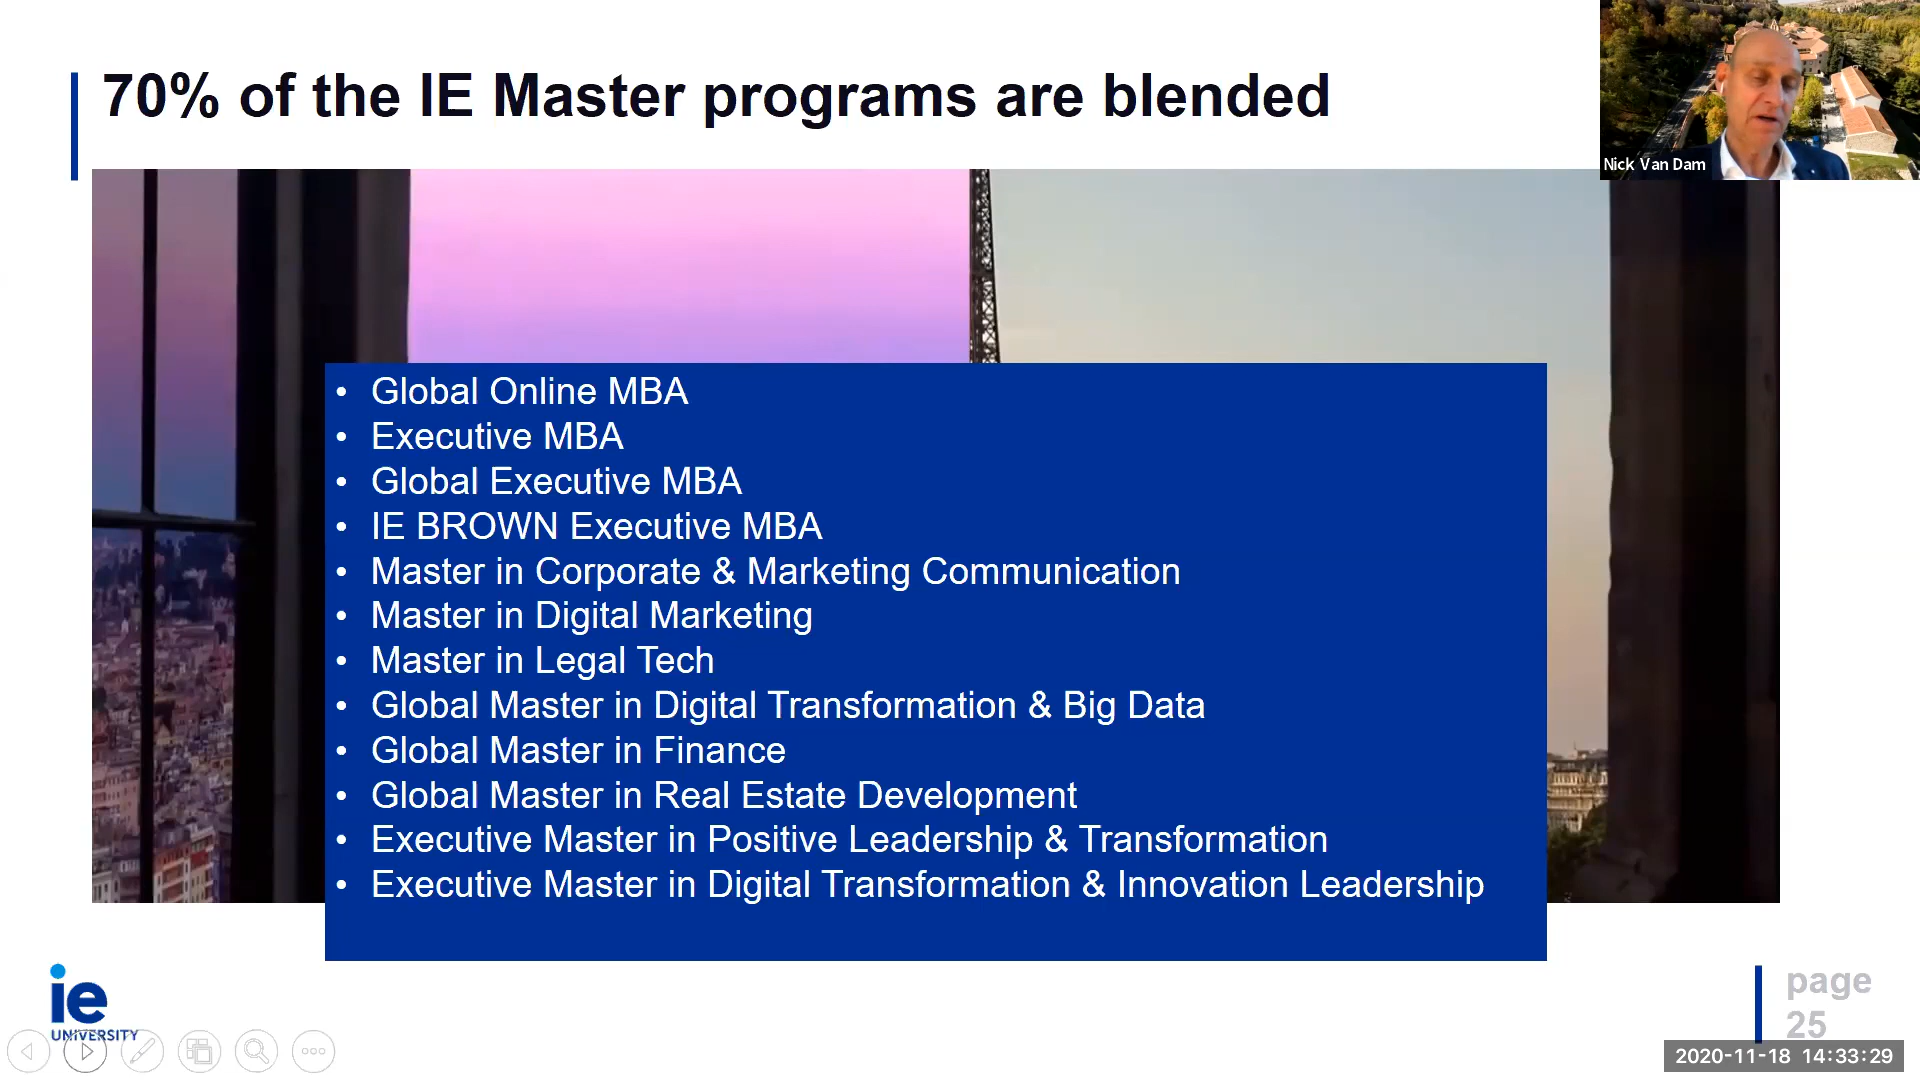 70% of the IE Master programs are blended
Nick Van Dam
• Global Online MBA
• Executive MBA
• Global Executive MBA
• IE BROWN Executive MBA
• Master in Corporate & Marketing Communication
• Master in Digital Marketing
• Master in Legal Tech
• Global Master in Digital Transformation & Big Data
• Global Master in Finance
• Global Master in Real Estate Development
• Executive Master in Positive Leadership & Transformation
• Executive Master in Digital Transformation & Innovation Leadership
ie
UNIVERSITY
page
25
2020-11-18 14:33:29